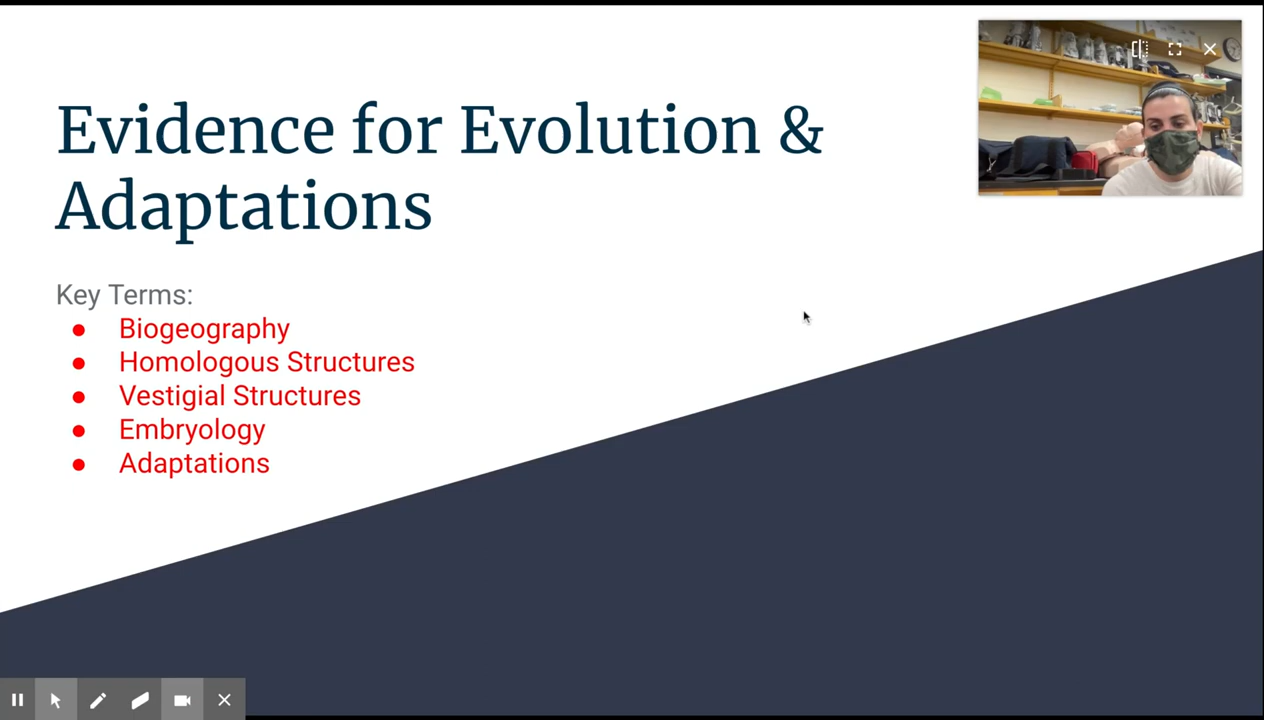 Evidence for Evolution &
Adaptations
Key Terms:
● Biogeography
● Homologous Structures
● Vestigial Structures
● Embryology
● Adaptations